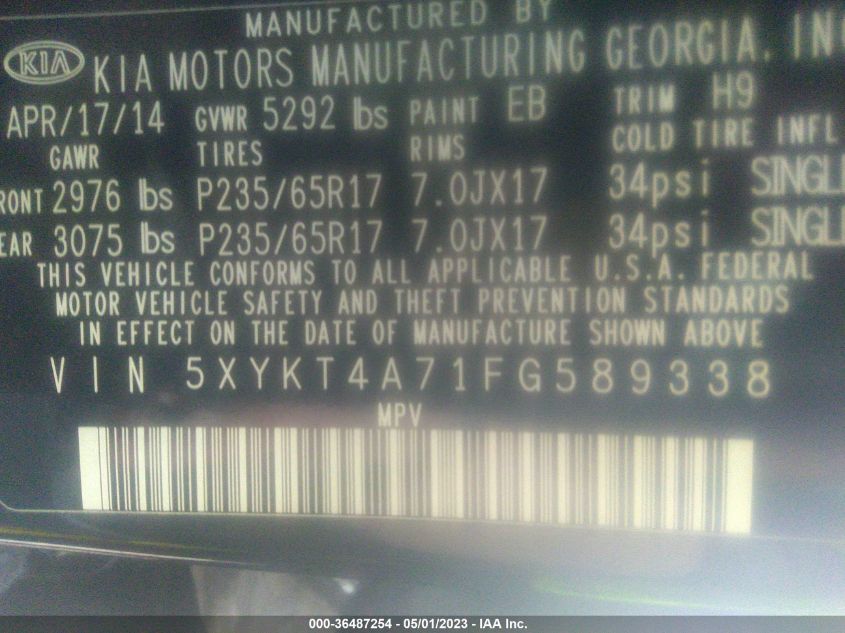 MANUFACTURED BY
KIA KIA MOTORS MANUFACTURING GEORGIA, INC
APR/17/14 GVWR 5292 lbs PAINT EB TRIM H9
GAWR TIRES RIMS COLD TIRE INFL
RONT 2976 lbs P235/65R17 7.0JX17 34psi SINGLE
EAR 3075 lbs P235/65R17 7.0JX17 34psi SINGLE
THIS VEHICLE CONFORMS TO ALL APPLICABLE U.S.A. FEDERAL
MOTOR VEHICLE SAFETY AND THEFT PREVENTION STANDARDS
IN EFFECT ON THE DATE OF MANUFACTURE SHOWN ABOVE
VIN 5XYKT4A71FG589338
MPV
000-36487254 - 05/01/2023 - IAA Inc.